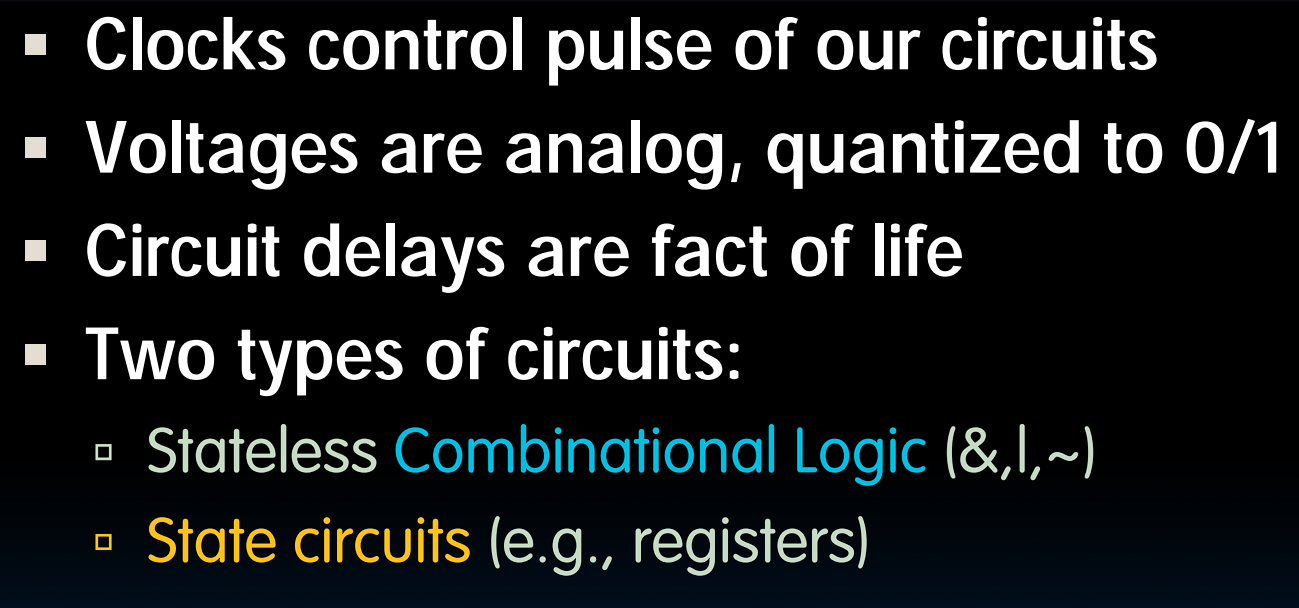 Clocks control pulse of our circuits
Voltages are analog, quantized to 0/1
Circuit delays are fact of life
Two types of circuits:
Stateless Combinational Logic (&,|,~)
State circuits (e.g., registers)